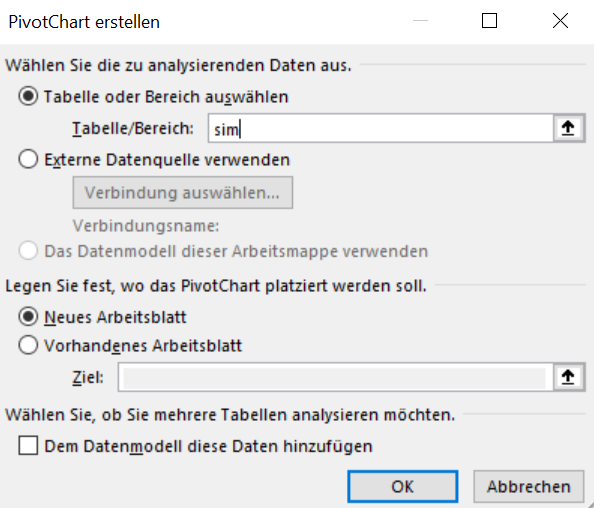 PivotChart erstellen
Wählen Sie die zu analysierenden Daten aus.
Tabelle oder Bereich auswählen
Tabelle/Bereich: sim
Externe Datenquelle verwenden
Verbindung auswählen...
Verbindungsname:
Das Datenmodell dieser Arbeitsmappe verwenden
Legen Sie fest, wo das PivotChart platziert werden soll.
Neues Arbeitsblatt
Vorhandenes Arbeitsblatt
Ziel:
Wählen Sie, ob Sie mehrere Tabellen analysieren möchten.
Dem Datenmodell diese Daten hinzufügen
OK Abbrechen